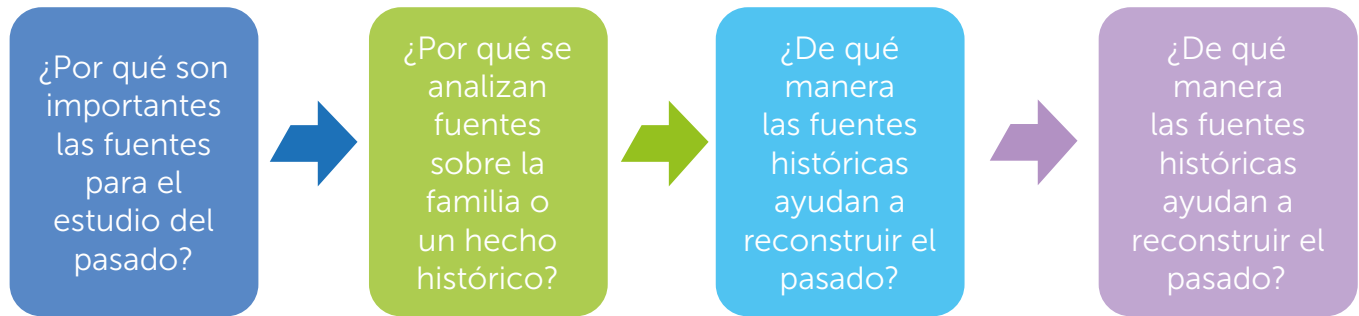 ¿Por qué son
importantes
las fuentes
para el
estudio del
pasado?
¿Por qué se
analizan
fuentes
sobre la
familia o
un hecho
histórico?
¿De qué
manera
las fuentes
históricas
ayudan a
reconstruir el
pasado?
¿De qué
manera
las fuentes
históricas
ayudan a
reconstruir el
pasado?